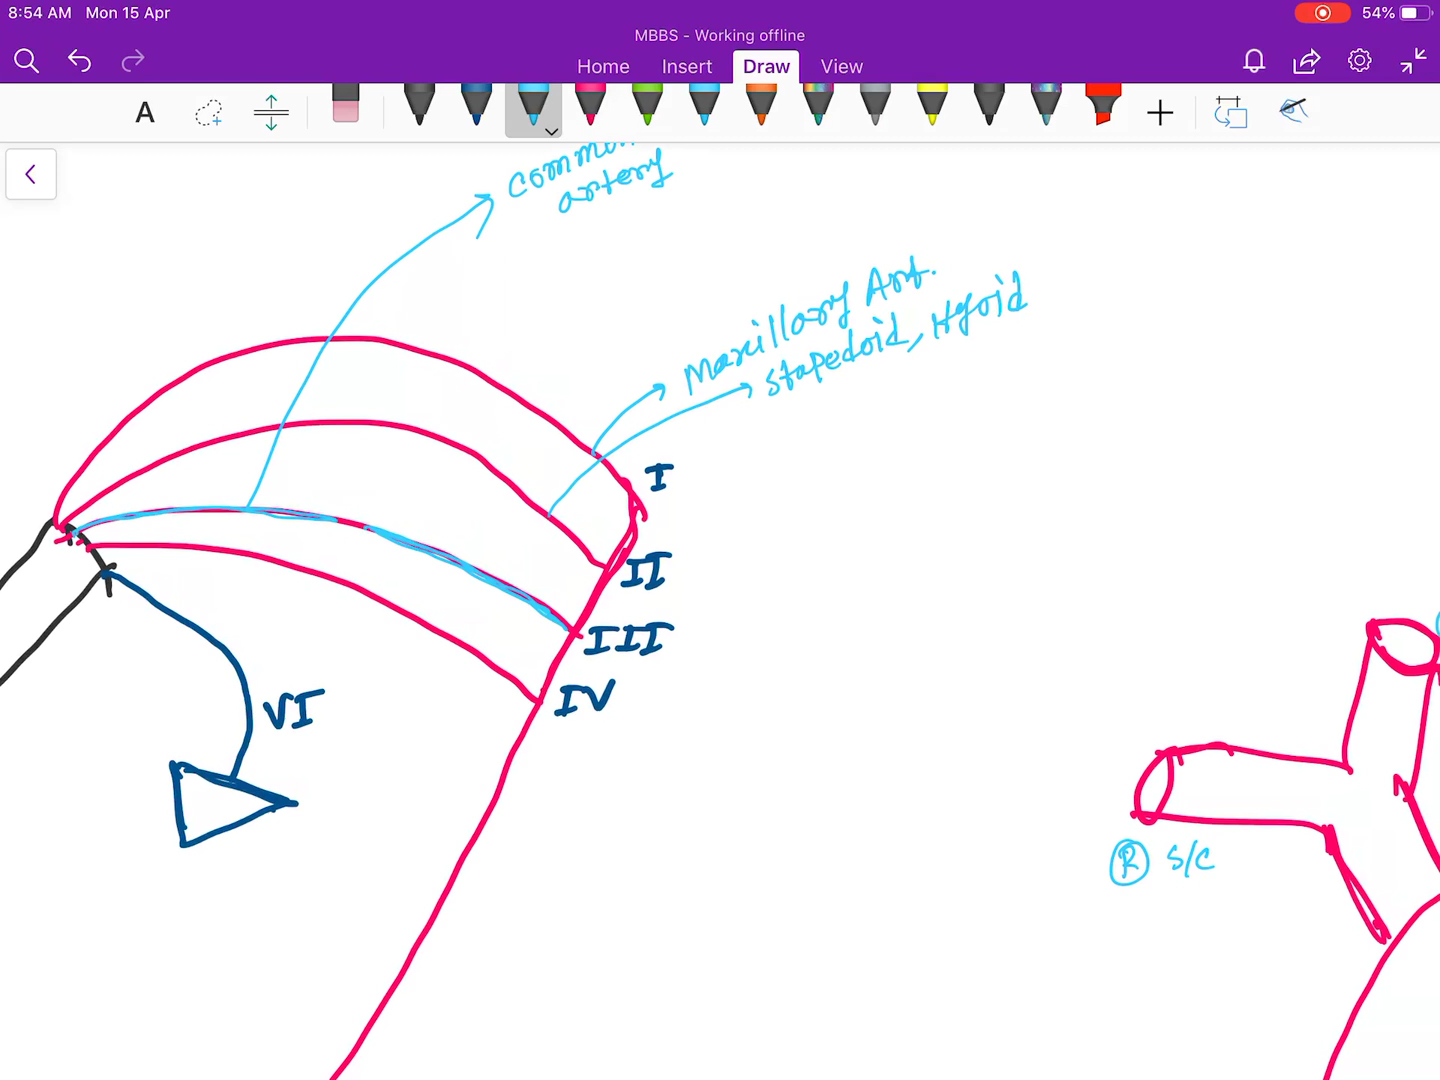 8:54 AM Mon 15 Apr
54%
MBBS - Working offline
Home Insert Draw View
A
artery
Maxillary Art.
Stapedoid, Hyoid
I
II
III
IV
VI
R S/C